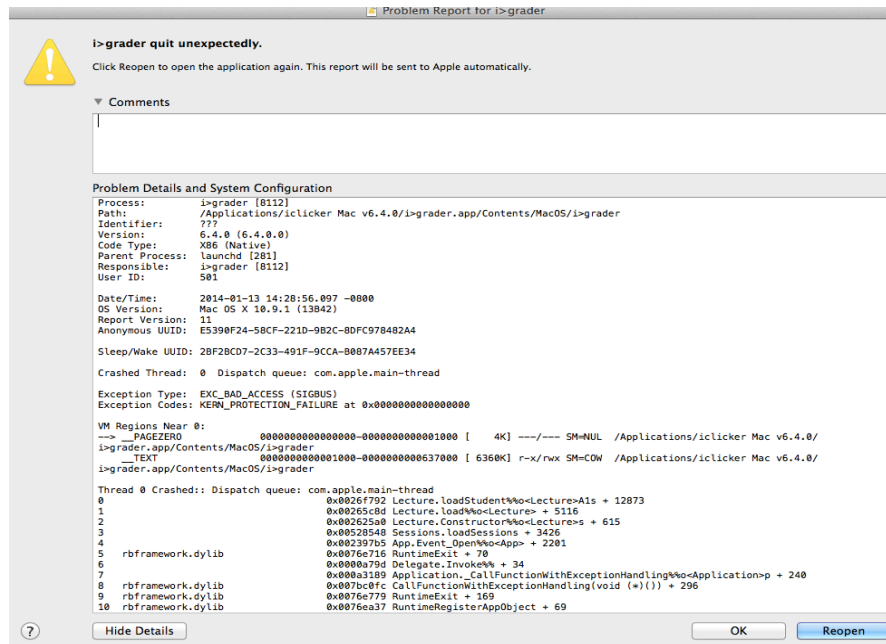 Problem Report for i>grader
i>grader quit unexpectedly.
Click Reopen to open the application again. This report will be sent to Apple automatically.
Comments
Problem Details and System Configuration
Process: i>grader [8112]
Path: /Applications/iclicker Mac v6.4.0/i>grader.app/Contents/MacOS/i>grader
Identifier: ???
Version: 6.4.0 (6.4.0.0)
Code Type: X86 (Native)
Parent Process: launchd [281]
Responsible: i>grader [8112]
User ID: 501
Date/Time: 2014-01-13 14:28:56.097 -0800
OS Version: Mac OS X 10.9.1 (13B42)
Report Version: 11
Anonymous UUID: E5390F24-58CF-221D-9B2C-8DFC978482A4
Sleep/Wake UUID: 2BF2BCD7-2C33-491F-9CCA-B087A457EE34
Crashed Thread: 0 Dispatch queue: com.apple.main-thread
Exception Type: EXC_BAD_ACCESS (SIGBUS)
Exception Codes: KERN_PROTECTION_FAILURE at 0x0000000000000000
VM Regions Near 0:
--> __PAGEZERO 0000000000000000-0000000000001000 [ 4K] ---/--- SM=NUL /Applications/iclicker Mac v6.4.0/
i>grader.app/Contents/MacOS/i>grader
__TEXT 0000000000001000-0000000000637000 [ 6360K] r-x/rwx SM=COW /Applications/iclicker Mac v6.4.0/
i>grader.app/Contents/MacOS/i>grader
Thread 0 Crashed:: Dispatch queue: com.apple.main-thread
0 0x0026f792 Lecture.loadStudent%%o<Lecture>A1s + 12873
1 0x00265c8d Lecture.load%%o<Lecture> + 5116
2 0x002625a0 Lecture.Constructor%%o<Lecture>s + 615
3 0x00528548 Sessions.loadSessions + 3426
4 0x002397b5 App.Event_Open%%o<App> + 2201
5 rbframework.dylib 0x0076e716 RuntimeExit + 70
6 0x0000a79d Delegate.Invoke%% + 34
7 0x000a3189 Application._CallFunctionWithExceptionHandling%%o<Application>p + 240
8 rbframework.dylib 0x007bc0fc CallFunctionWithExceptionHandling(void (*)()) + 296
9 rbframework.dylib 0x0076e779 RuntimeExit + 169
10 rbframework.dylib 0x0076ea37 RuntimeRegisterAppObject + 69
? Hide Details OK Reopen